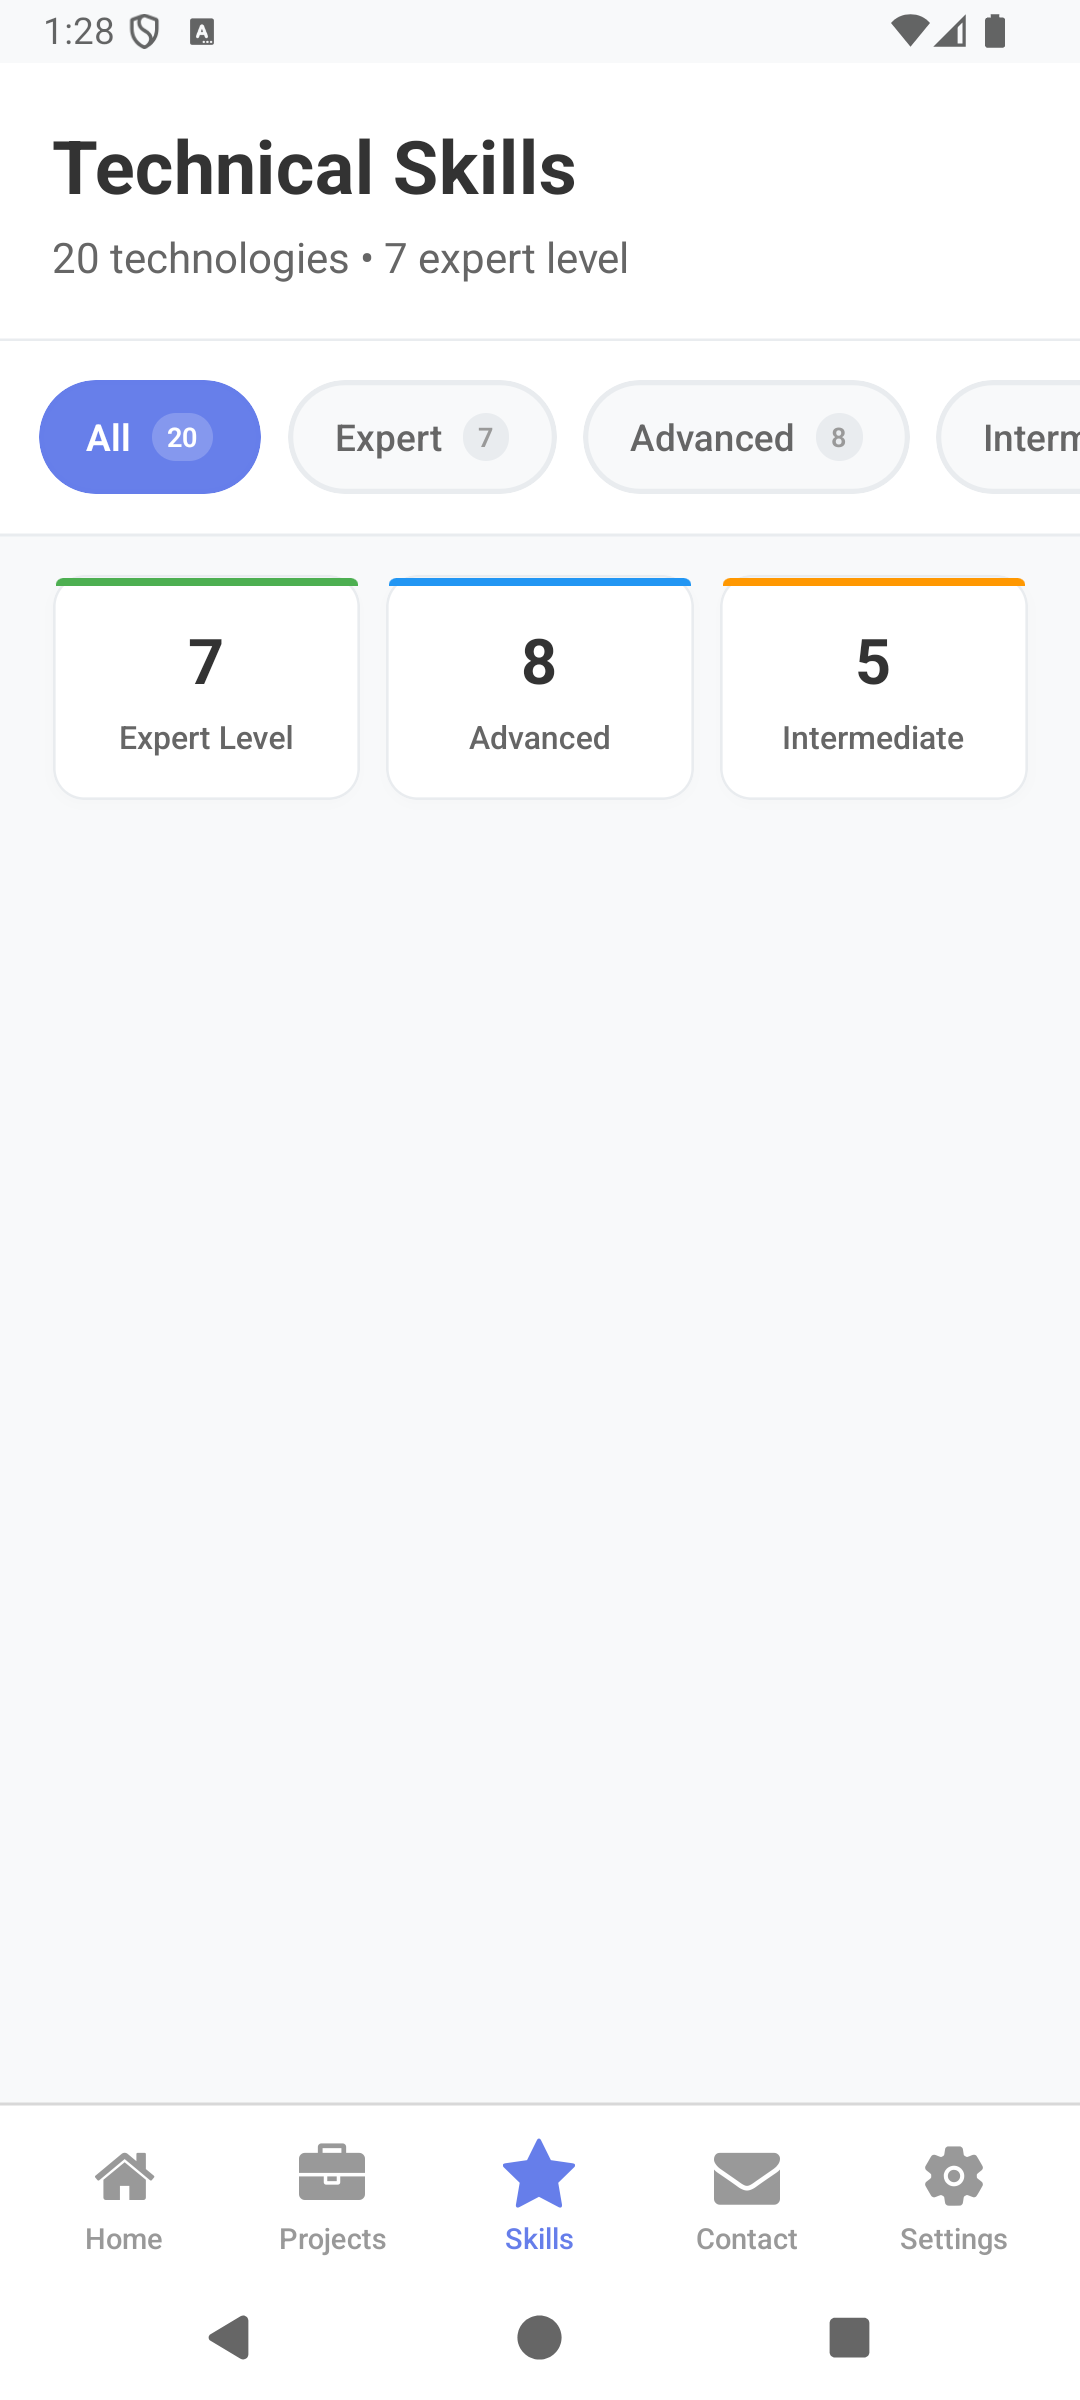 1:28
Technical Skills
20 technologies • 7 expert level
All 20 Expert 7 Advanced 8 Interm
7 8 5
Expert Level Advanced Intermediate
Home Projects Skills Contact Settings